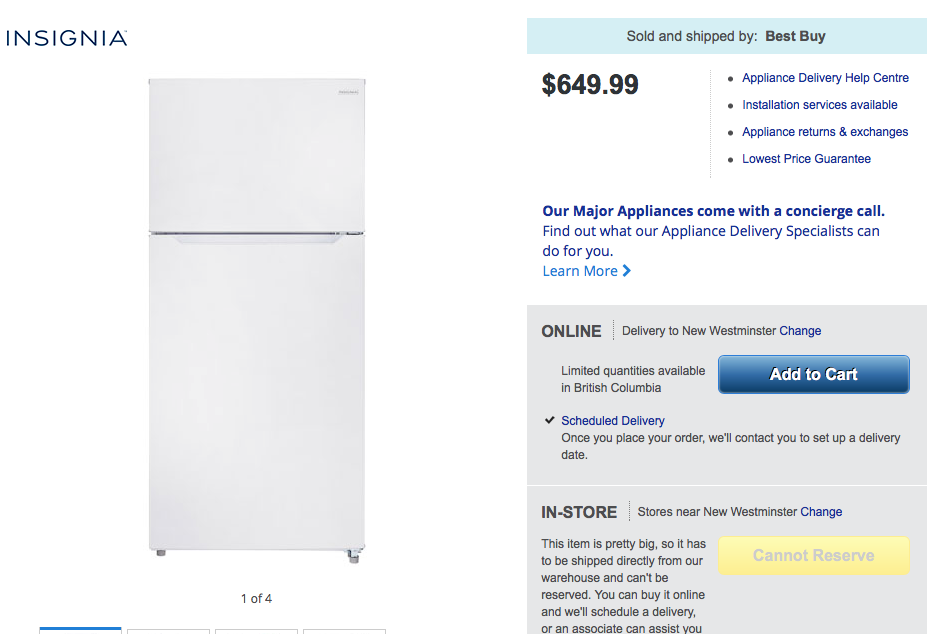 INSIGNIA
Sold and shipped by: Best Buy
$649.99
Appliance Delivery Help Centre
Installation services available
Appliance returns & exchanges
Lowest Price Guarantee
Our Major Appliances come with a concierge call.
Find out what our Appliance Delivery Specialists can
do for you.
Learn More
ONLINE
Delivery to New Westminster Change
Limited quantities available
in British Columbia
Add to Cart
Scheduled Delivery
Once you place your order, we'll contact you to set up a delivery
date.
IN-STORE
Stores near New Westminster Change
This item is pretty big, so it has
to be shipped directly from our
warehouse and can't be
reserved. You can buy it online
and we'll schedule a delivery,
or an associate can assist you
Cannot Reserve
1 of 4